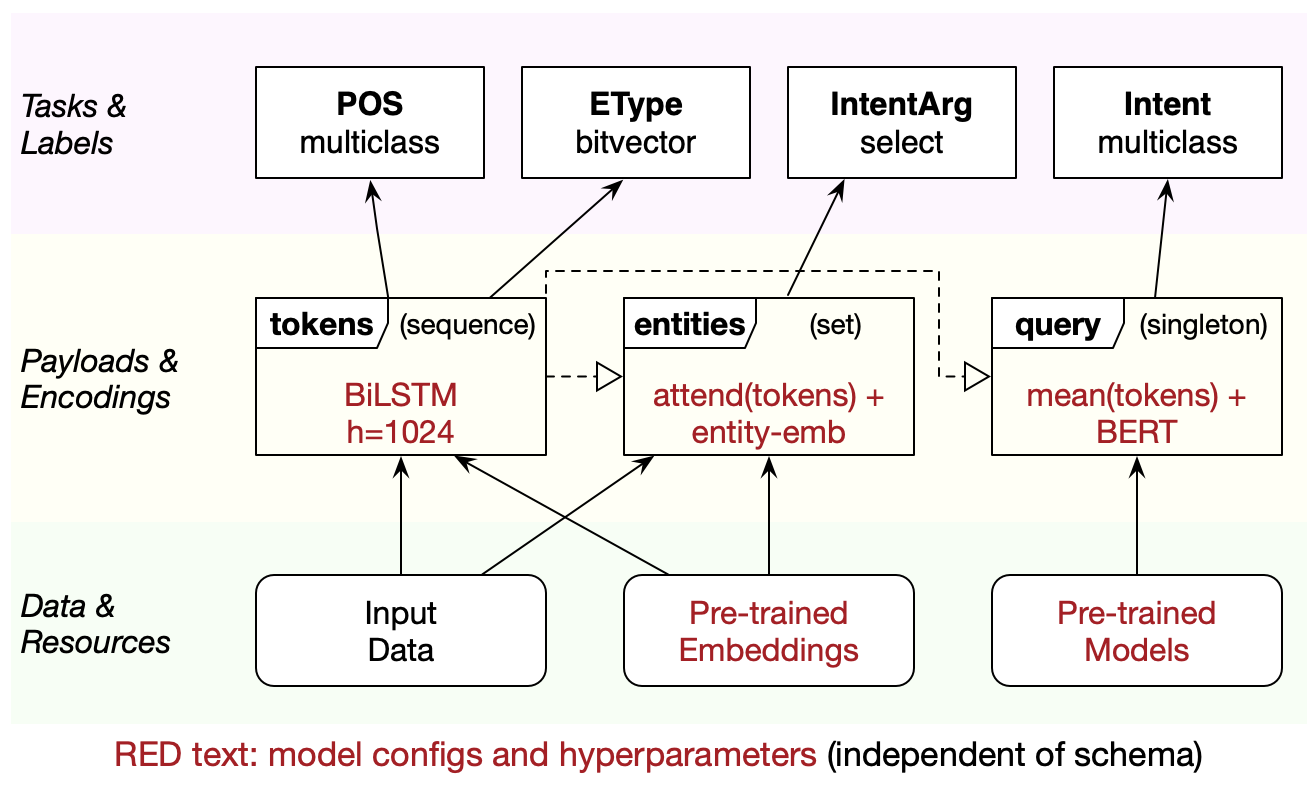 Tasks &
Labels
POS
multiclass
EType
bitvector
IntentArg
select
Intent
multiclass
Payloads &
Encodings
tokens (sequence)
BiLSTM
h=1024
entities (set)
attend(tokens) +
entity-emb
query (singleton)
mean(tokens) +
BERT
Data &
Resources
Input
Data
Pre-trained
Embeddings
Pre-trained
Models
RED text: model configs and hyperparameters (independent of schema)